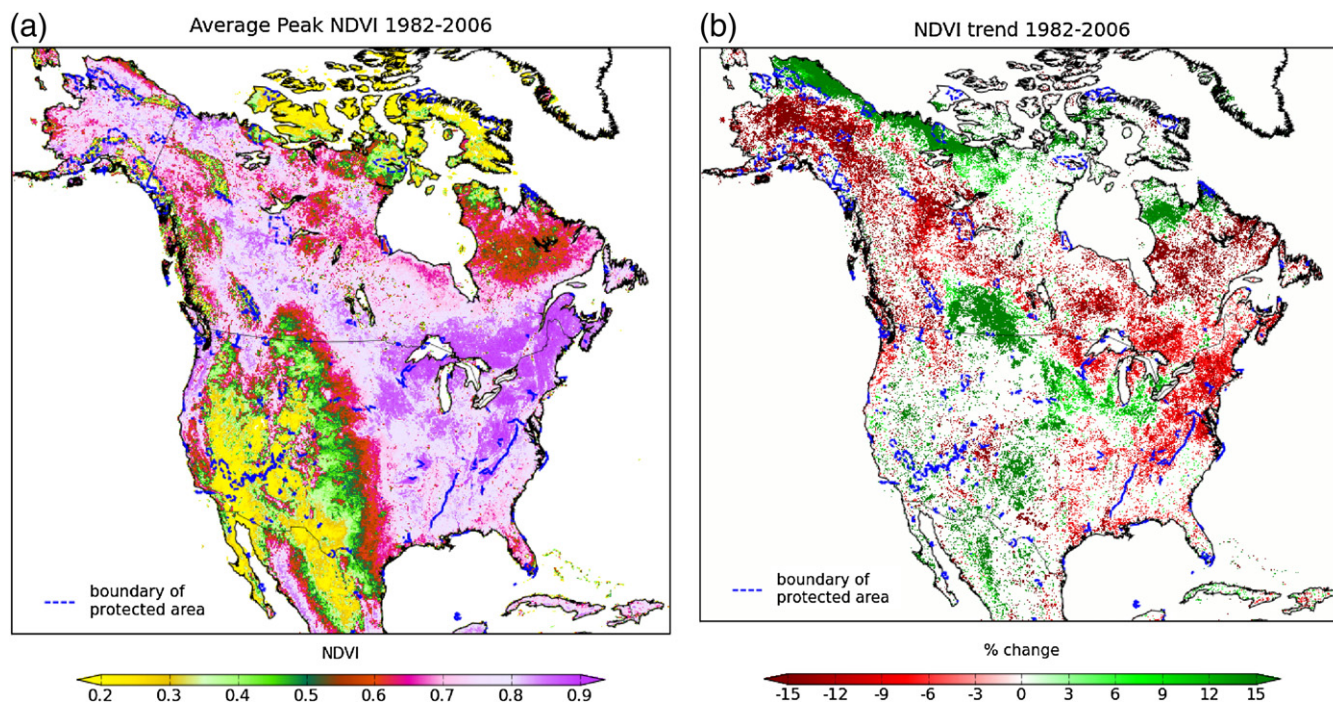 (a)
Average Peak NDVI 1982-2006
boundary of
protected area
NDVI
0.2 0.3 0.4 0.5 0.6 0.7 0.8 0.9
(b)
NDVI trend 1982-2006
boundary of
protected area
% change
-15 -12 -9 -6 -3 0 3 6 9 12 15